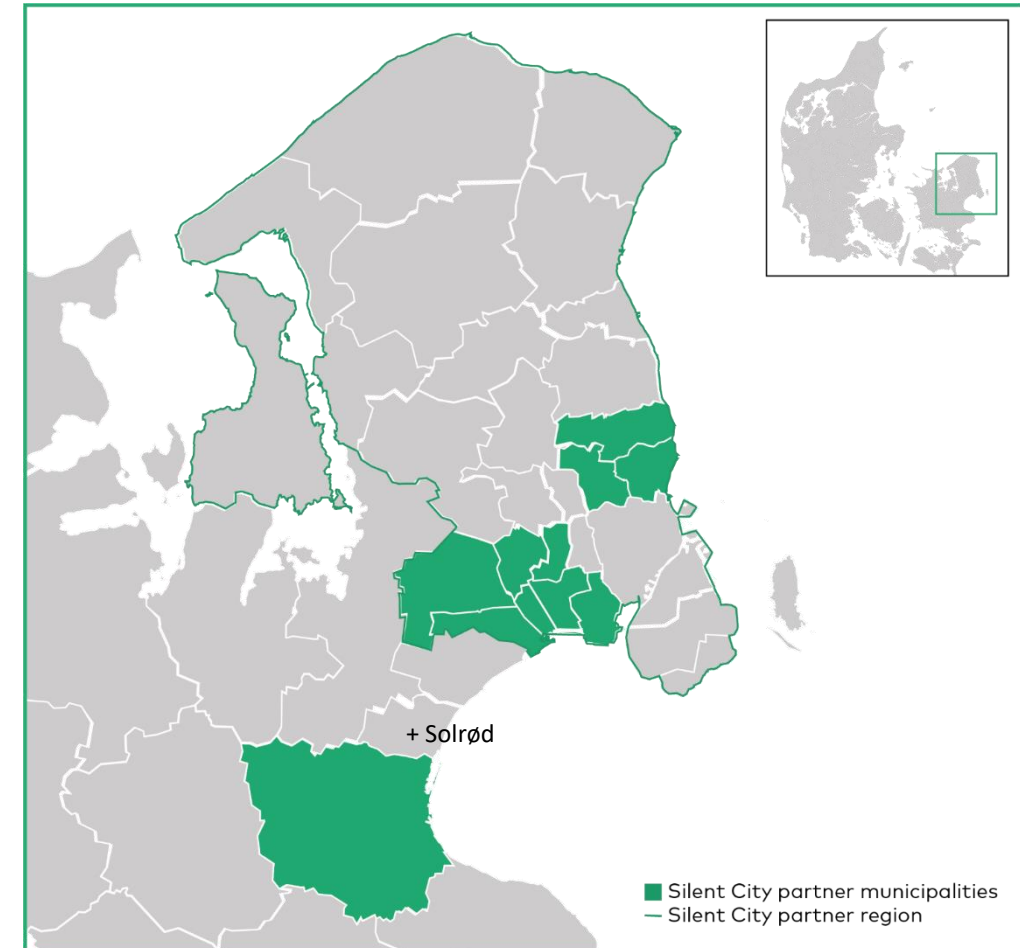 + Solrød
Silent City partner municipalities
Silent City partner region